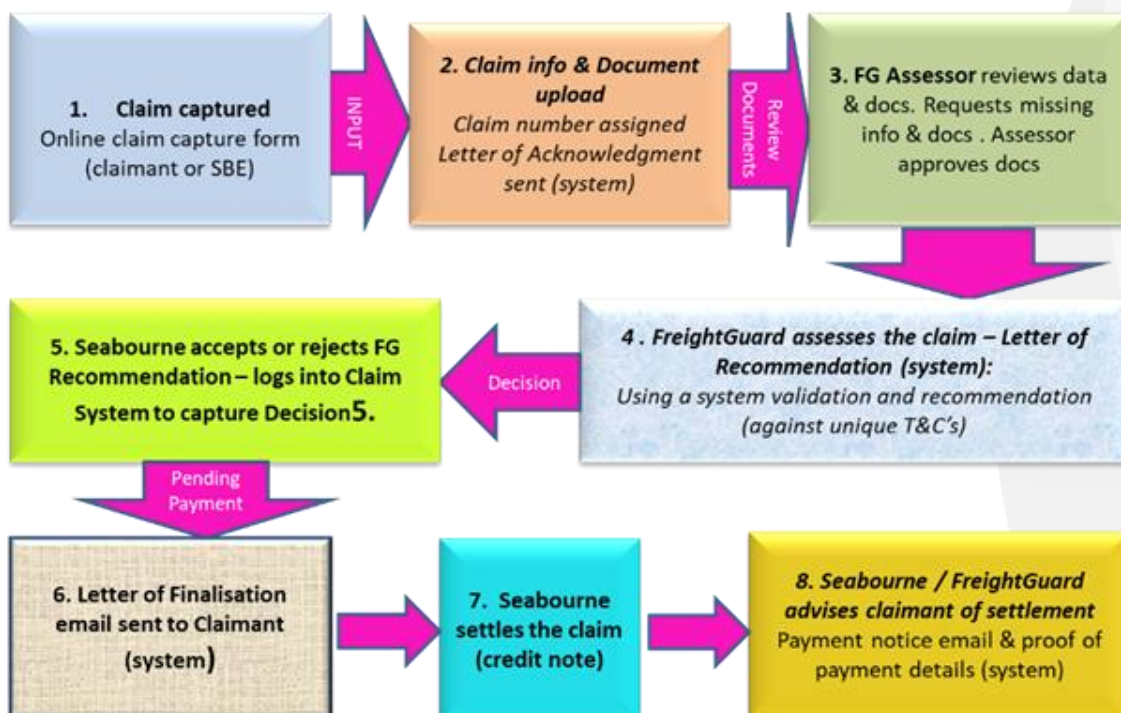 1. Claim captured
Online claim capture form
(claimant or SBE)
INPUT
2. Claim info & Document
upload
Claim number assigned
Letter of Acknowledgment
sent (system)
Review
Documents
3. FG Assessor reviews data
& docs. Requests missing
info & docs . Assessor
approves docs
4 . FreightGuard assesses the claim – Letter of
Recommendation (system):
Using a system validation and recommendation
(against unique T&C's)
Decision
5. Seabourne accepts or rejects FG
Recommendation – logs into Claim
System to capture Decision5.
Pending
Payment
6. Letter of Finalisation
email sent to Claimant
(system)
7. Seabourne
settles the claim
(credit note)
8. Seabourne / FreightGuard
advises claimant of settlement
Payment notice email & proof of
payment details (system)